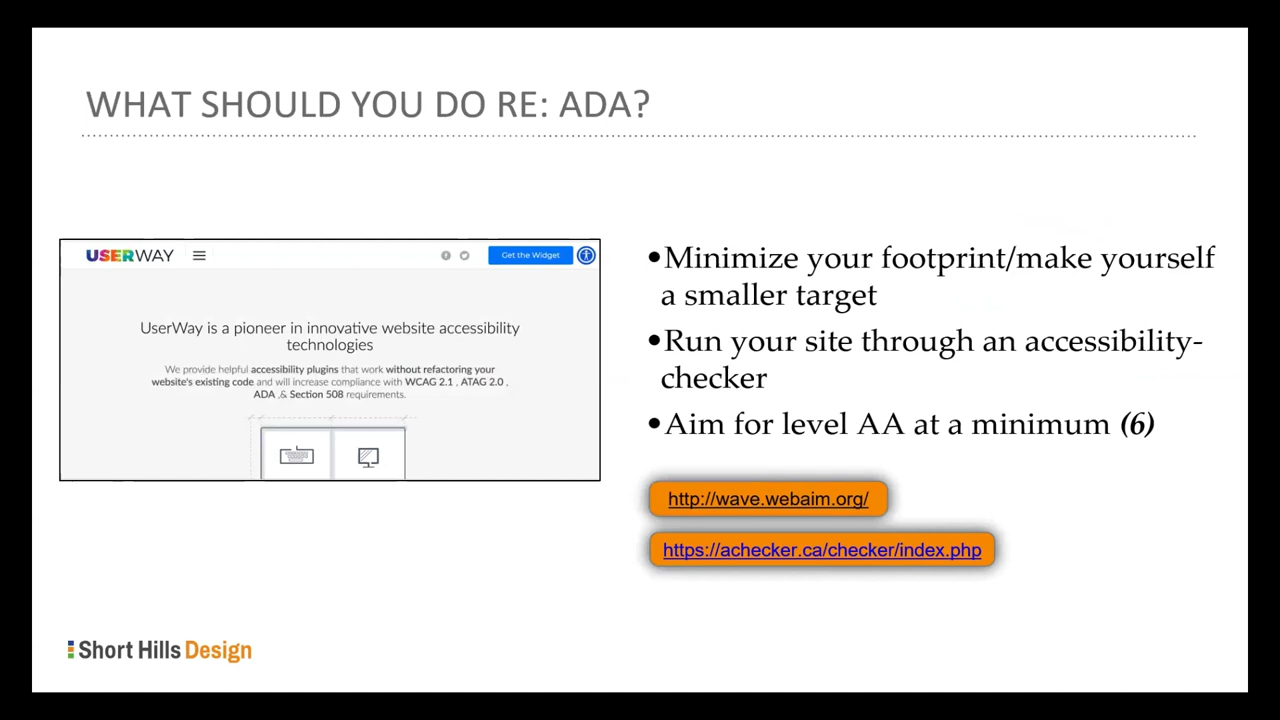 WHAT SHOULD YOU DO RE: ADA?
USERWAY
Get the Widget
UserWay is a pioneer in innovative website accessibility
technologies
We provide helpful accessibility plugins that work without refactoring your
website's existing code and will increase compliance with WCAG 2.1 , ATAG 2.0 ,
ADA ,& Section 508 requirements.
•Minimize your footprint/make yourself
a smaller target
•Run your site through an accessibility-
checker
•Aim for level AA at a minimum (6)
http://wave.webaim.org/
https://achecker.ca/checker/index.php
Short Hills Design